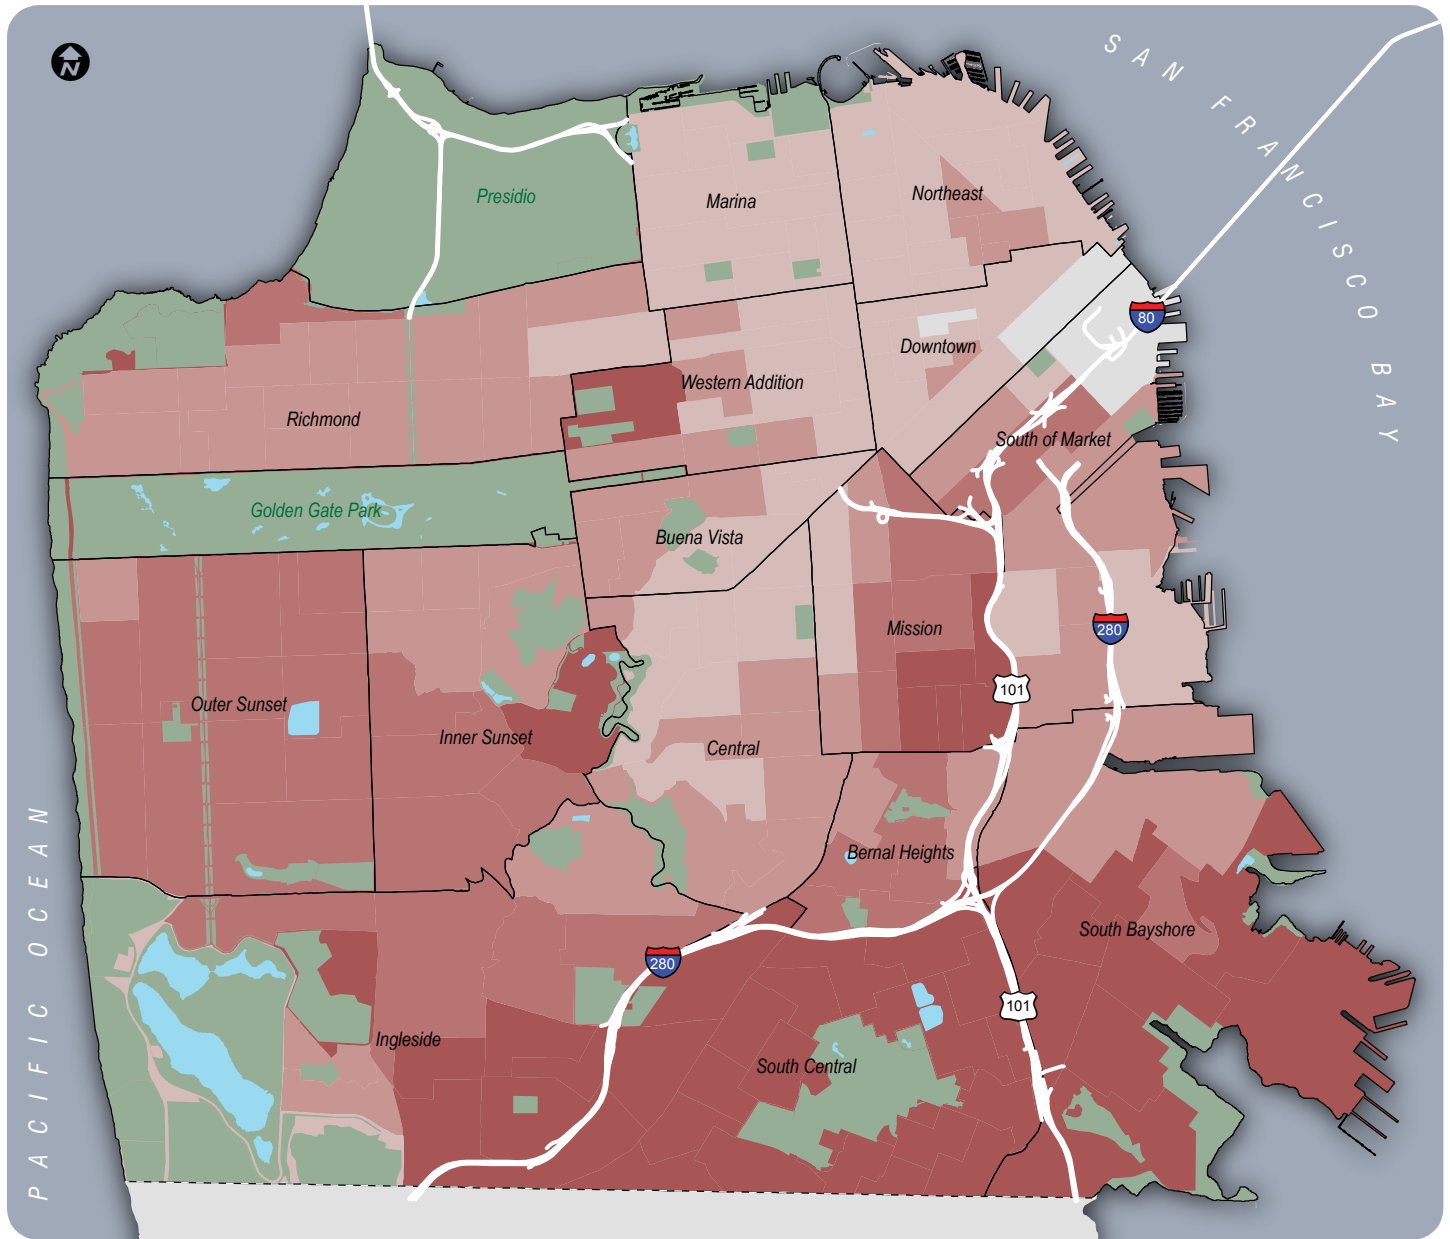 N
SAN FRANCISCO BAY
Presidio
Marina
Northeast
80
Downtown
Western Addition
Richmond
South of Market
Golden Gate Park
Buena Vista
Mission
280
101
Outer Sunset
Inner Sunset
Central
Bernal Heights
South Bayshore
280
101
Ingleside
South Central
PACIFIC OCEAN